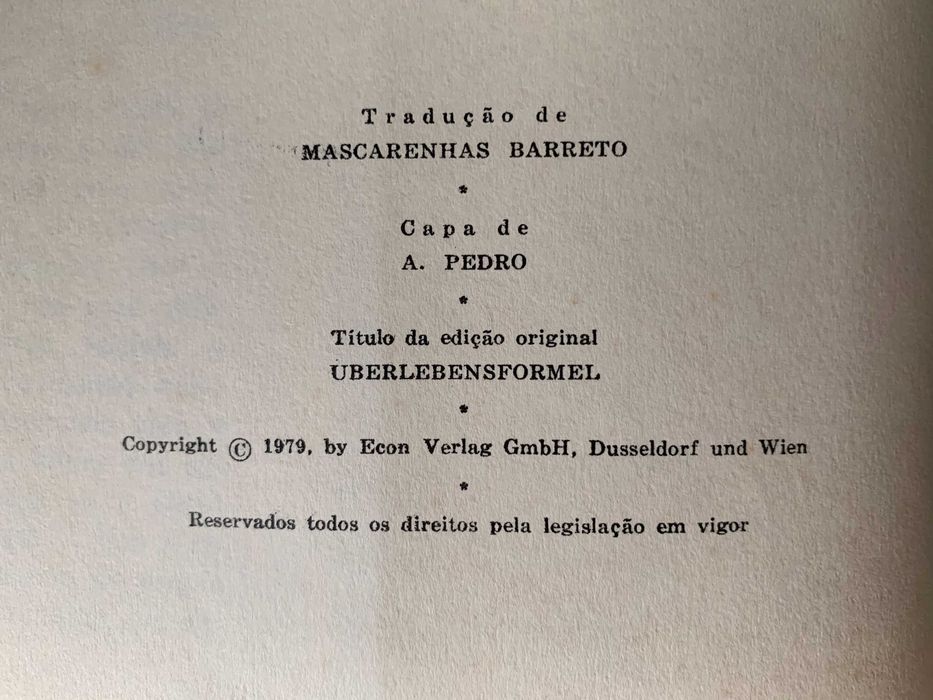 Tradução de
MASCARENHAS BARRETO
*
Capa de
A. PEDRO
*
Título da edição original
UBERLEBENSFORMEL
*
Copyright © 1979, by Econ Verlag GmbH, Dusseldorf und Wien
*
Reservados todos os direitos pela legislação em vigor